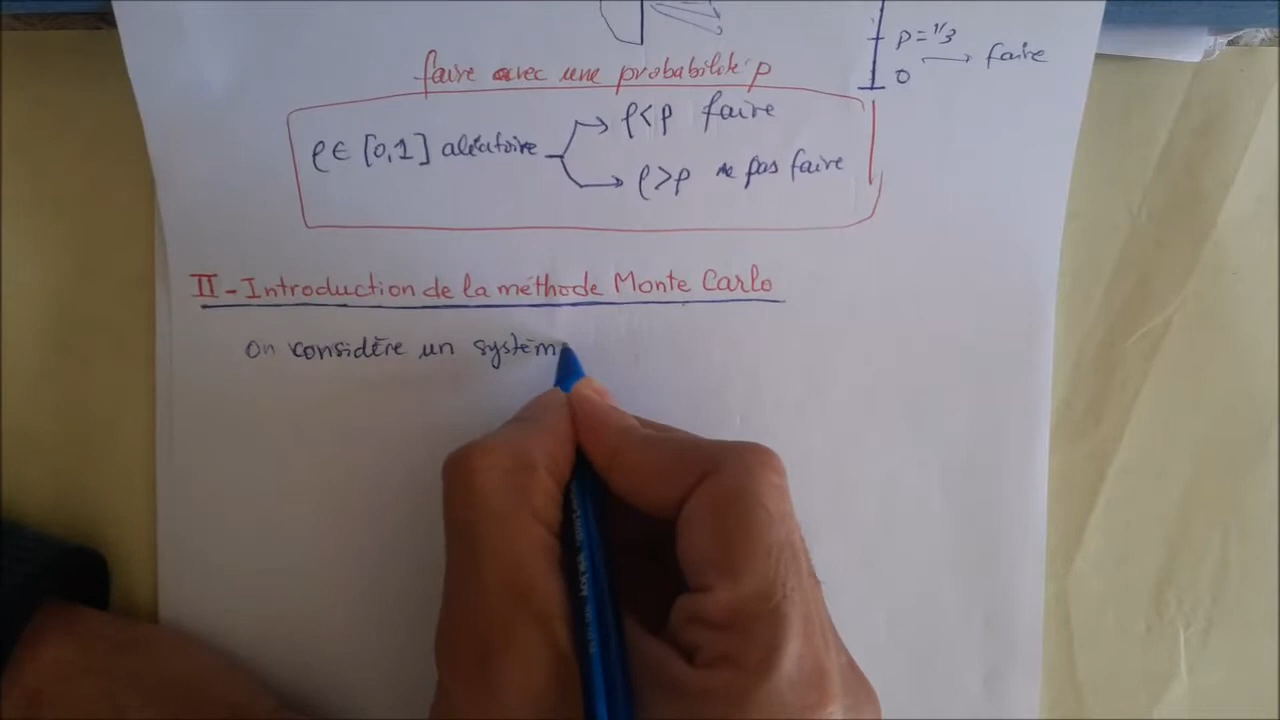 p = 1/3
0 → faire
faire avec une probabilité p
ρ ∈ [0,1] aléatoire
→ ρ<p faire
→ ρ>p ne pas faire
II - Introduction de la méthode Monte Carlo
On considère un systèm